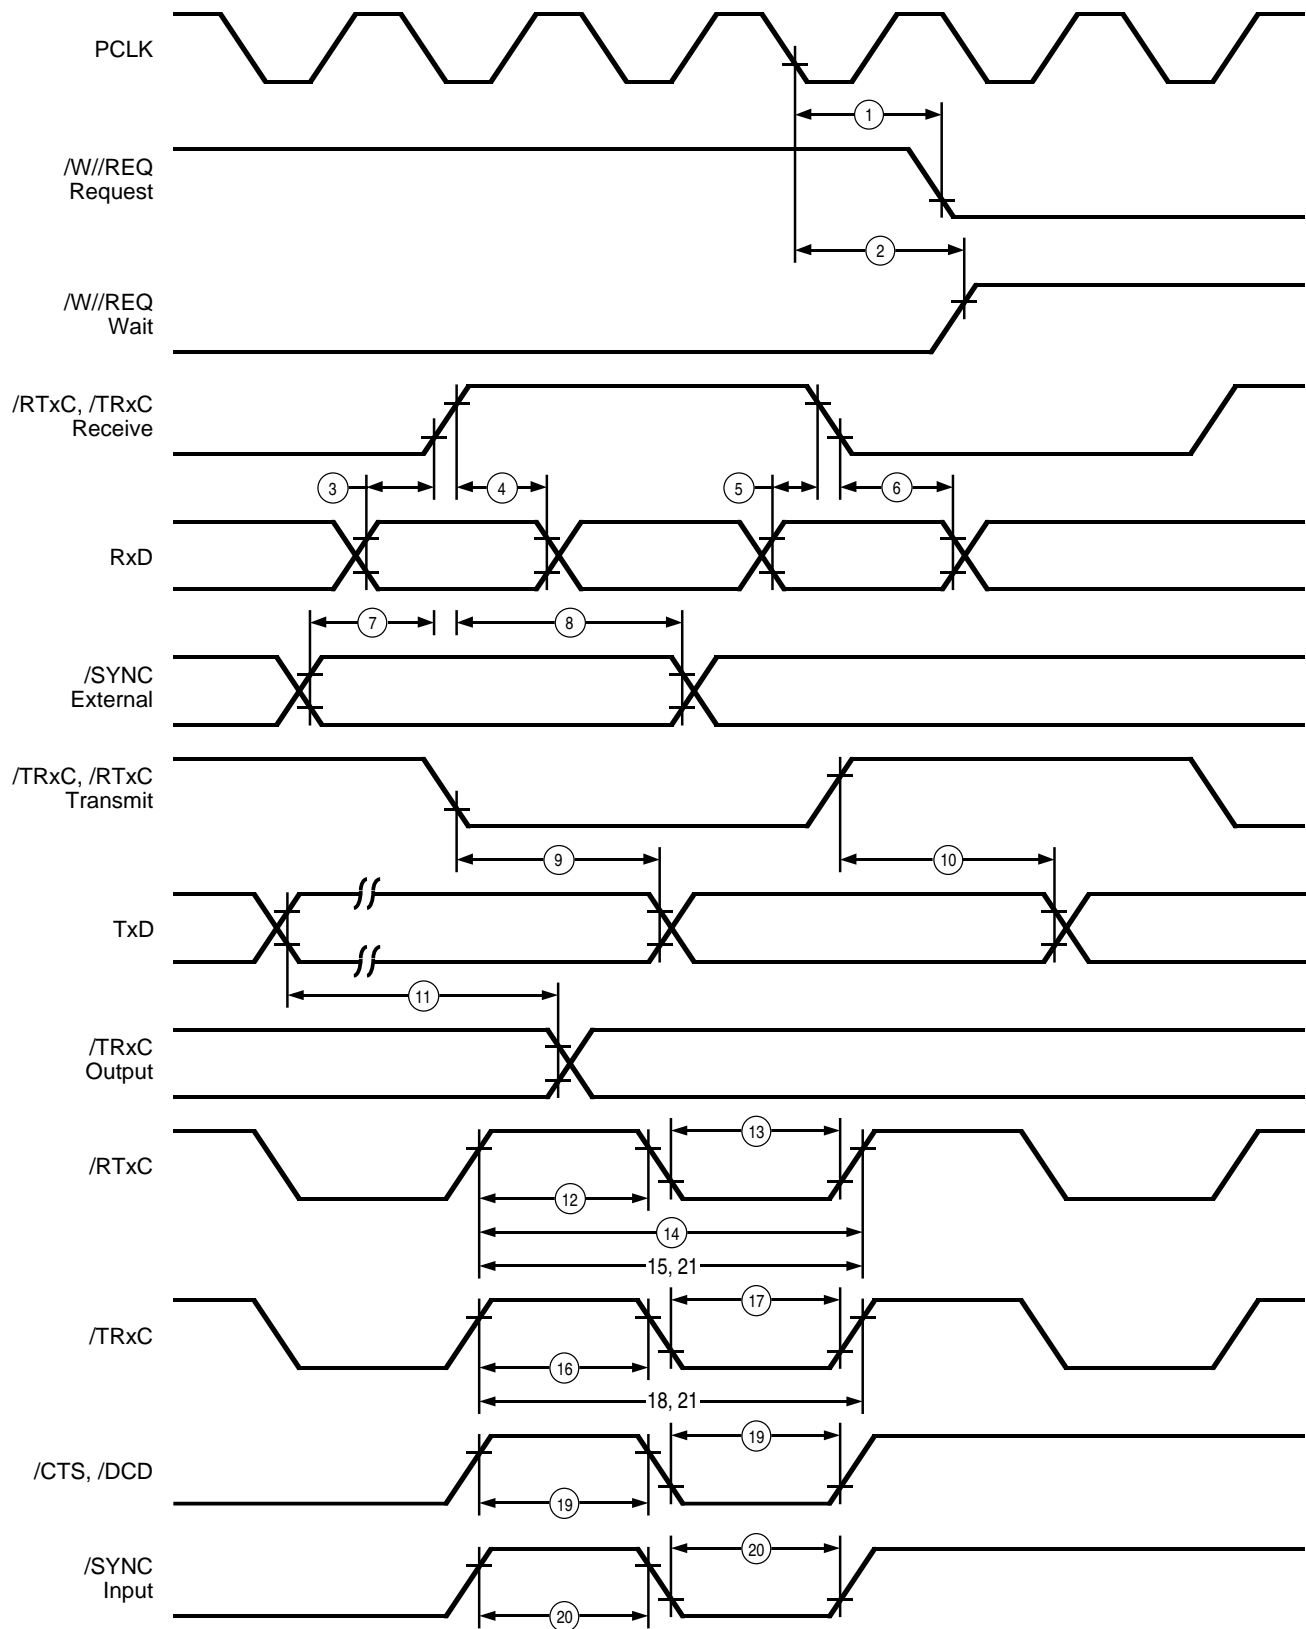 PCLK
1
/W//REQ
Request
2
/W//REQ
Wait
/RTxC, /TRxC
Receive
3
4
5
6
RxD
7
8
/SYNC
External
/TRxC, /RTxC
Transmit
9
10
TxD
11
/TRxC
Output
13
/RTxC
12
14
15, 21
17
/TRxC
16
18, 21
19
/CTS, /DCD
19
20
/SYNC
Input
20